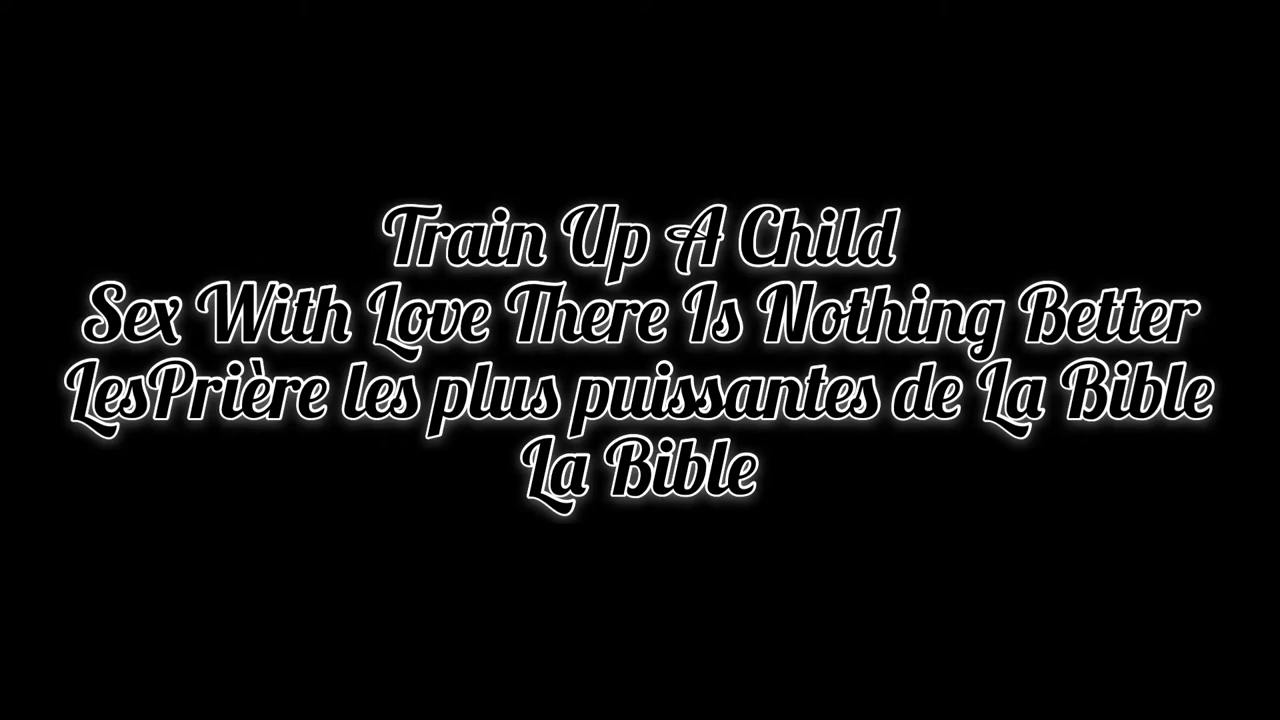 Train Up A Child
Sex With Love There Is Nothing Better
LesPrière les plus puissantes de La Bible
La Bible